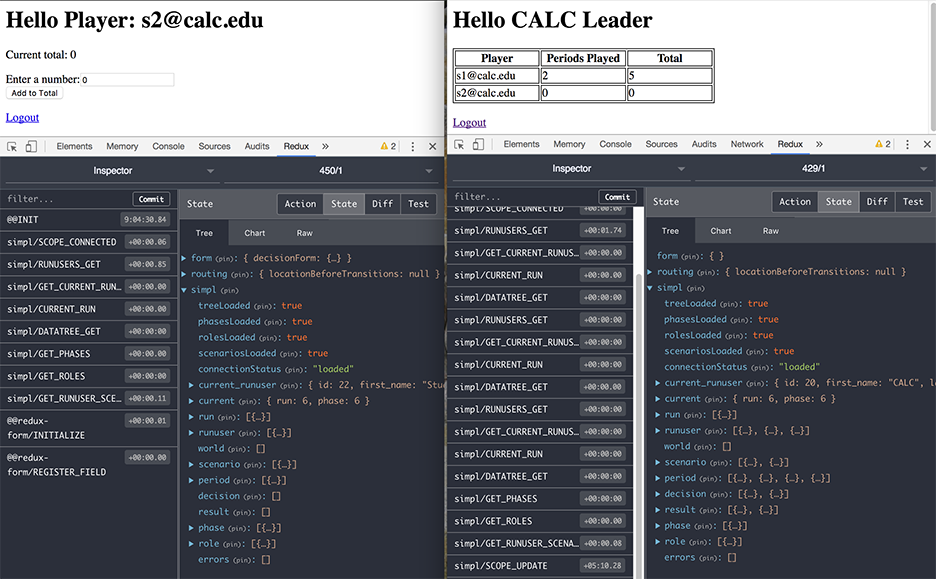 Hello Player: s2@calc.edu
Current total: 0
Enter a number: 0
Add to Total
Logout
Elements Memory Console Sources Audits Redux » 2
Inspector 450/1
filter... Commit
@@INIT 9:04:30.84
simpl/SCOPE_CONNECTED +00:00.06
simpl/RUNUSERS_GET +00:00.85
simpl/GET_CURRENT_RUN... +00:00.00
simpl/CURRENT_RUN +00:00.00
simpl/DATATREE_GET +00:00:00
simpl/GET_PHASES +00:00.00
simpl/GET_ROLES +00:00:00
simpl/GET_RUNUSER_SCE... +00:00.11
@@redux-
form/INITIALIZE +00:00.01
@@redux-
form/REGISTER_FIELD +00:00.00
State Action State Diff Test
Tree Chart Raw
form (pin): { decisionForm: {…} }
routing (pin): { locationBeforeTransitions: null }
simpl (pin)
treeLoaded (pin): true
phasesLoaded (pin): true
rolesLoaded (pin): true
scenariosLoaded (pin): true
connectionStatus (pin): "loaded"
current_runuser (pin): { id: 22, first_name: "Stu
current (pin): { run: 6, phase: 6 }
run (pin): [{…}]
runuser (pin): [{…}]
world (pin): []
scenario (pin): [{…}]
period (pin): [{…}]
decision (pin): []
result (pin): []
phase (pin): [{…}]
role (pin): [{…}]
errors (pin): []
Hello CALC Leader
Player Periods Played Total
s1@calc.edu 2 5
s2@calc.edu 0 0
Logout
Elements Memory Console Sources Audits Network Redux » 2
Inspector 429/1
filter... Commit
simpl/SCOPE_CONNECTED +00:00:00
simpl/RUNUSERS_GET +00:01.74
simpl/GET_CURRENT_RUNUS... +00:00:00
simpl/CURRENT_RUN +00:00:00
simpl/DATATREE_GET +00:00:00
simpl/RUNUSERS_GET +00:00:00
simpl/GET_CURRENT_RUNUS... +00:00:00
simpl/CURRENT_RUN +00:00:00
simpl/DATATREE_GET +00:00:00
simpl/RUNUSERS_GET +00:00:00
simpl/GET_CURRENT_RUNUS... +00:00:00
simpl/CURRENT_RUN +00:00:00
simpl/DATATREE_GET +00:00:00
simpl/GET_PHASES +00:00:00
simpl/GET_ROLES +00:00.00
simpl/GET_RUNUSER_SCENA... +00:00.08
simpl/SCOPE_UPDATE +05:10.28
State Action State Diff Test
Tree Chart Raw
form (pin): { }
routing (pin): { locationBeforeTransitions: null }
simpl (pin)
treeLoaded (pin): true
phasesLoaded (pin): true
rolesLoaded (pin): true
scenariosLoaded (pin): true
connectionStatus (pin): "loaded"
current_runuser (pin): { id: 20, first_name: "CALC", l
current (pin): { run: 6, phase: 6 }
run (pin): [{…}]
runuser (pin): [{…}, {…}, {…}]
world (pin): []
scenario (pin): [{…}, {…}]
period (pin): [{…}, {…}, {…}, {…}]
decision (pin): [{…}, {…}]
result (pin): [{…}, {…}]
phase (pin): [{…}]
role (pin): [{…}]
errors (pin): []